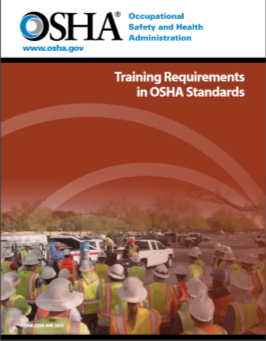 OSHA®
Occupational
Safety and Health
Administration
www.osha.gov
Training Requirements
in OSHA Standards